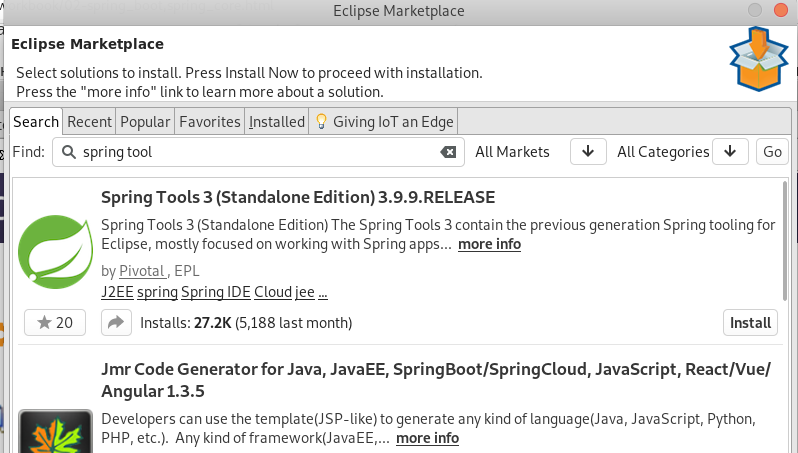 Eclipse Marketplace
Eclipse Marketplace
Select solutions to install. Press Install Now to proceed with installation.
Press the "more info" link to learn more about a solution.
Search Recent Popular Favorites Installed Giving IoT an Edge
Find: spring tool All Markets All Categories Go
Spring Tools 3 (Standalone Edition) 3.9.9.RELEASE
Spring Tools 3 (Standalone Edition) The Spring Tools 3 contain the previous generation Spring tooling for
Eclipse, mostly focused on working with Spring apps... more info
by Pivotal , EPL
J2EE spring Spring IDE Cloud jee ...
20 Installs: 27.2K (5,188 last month) Install
Jmr Code Generator for Java, JavaEE, SpringBoot/SpringCloud, JavaScript, React/Vue/
Angular 1.3.5
Developers can use the template(JSP-like) to generate any kind of language(Java, JavaScript, Python,
PHP, etc.). Any kind of framework(JavaEE,... more info